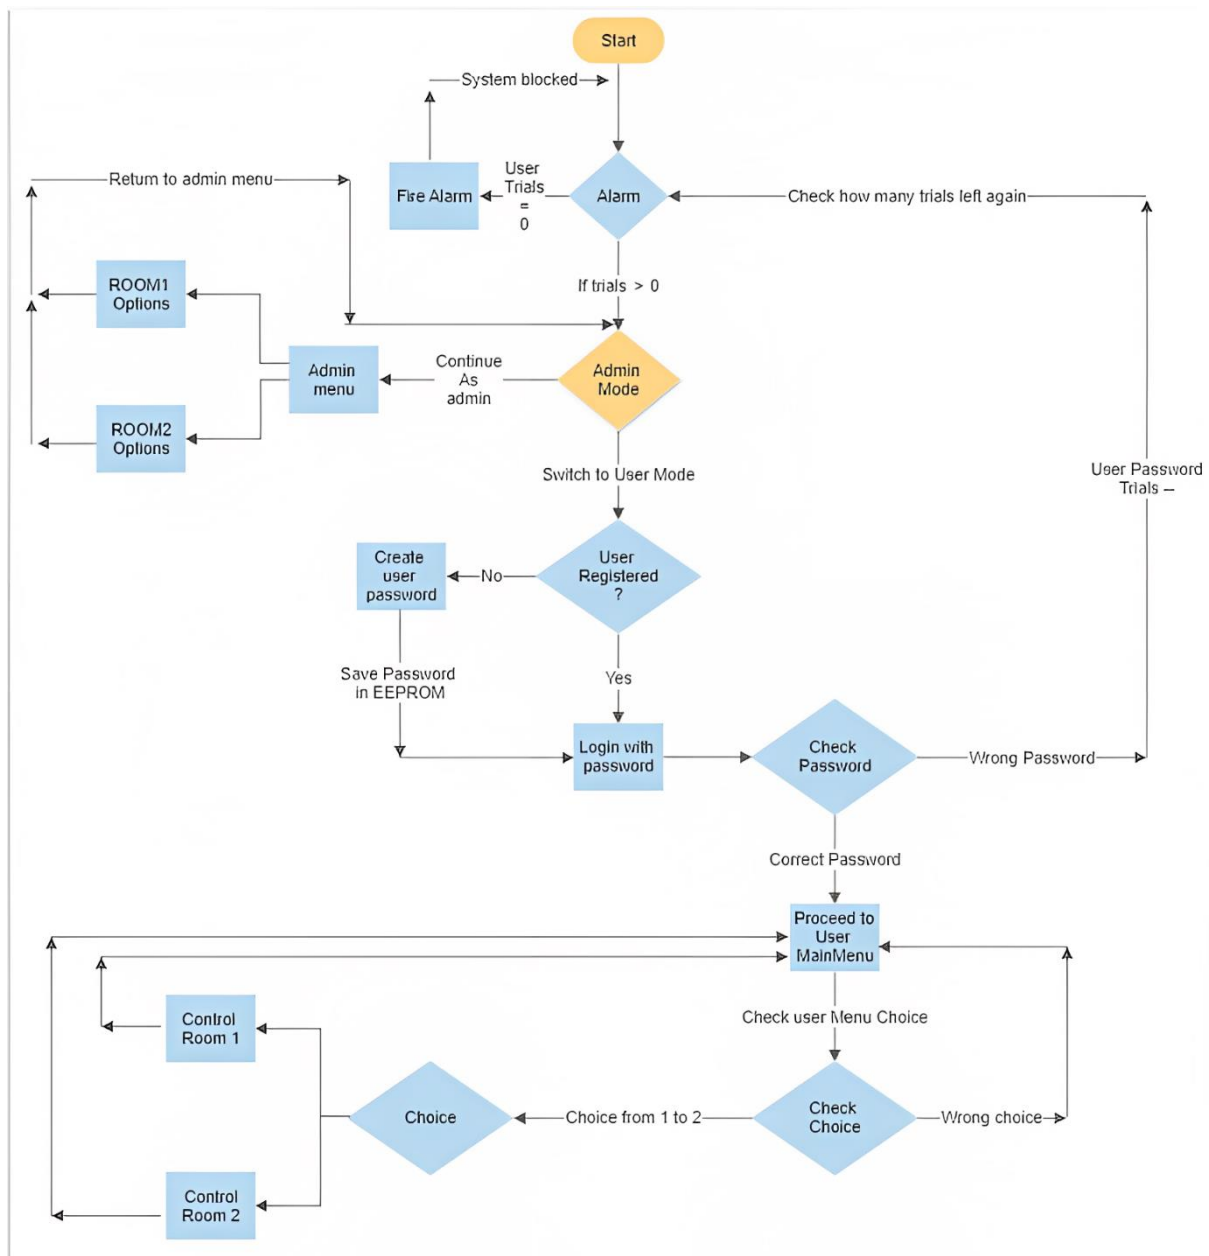 Start
System blocked
Return to admin menu
Fire Alarm
User
Trials
=
0
Alarm
Check how many trials left again
ROOM1
Options
If trials > 0
Admin
menu
Continue
As
admin
Admin
Mode
ROOM2
Options
Switch to User Mode
User Password
Trials --
Create
user
password
No
User
Registered
?
Save Password
in EEPROM
Yes
Login with
password
Check
Password
Wrong Password
Correct Password
Proceed to
User
MainMenu
Control
Room 1
Check user Menu Choice
Choice
Choice from 1 to 2
Check
Choice
Wrong choice
Control
Room 2